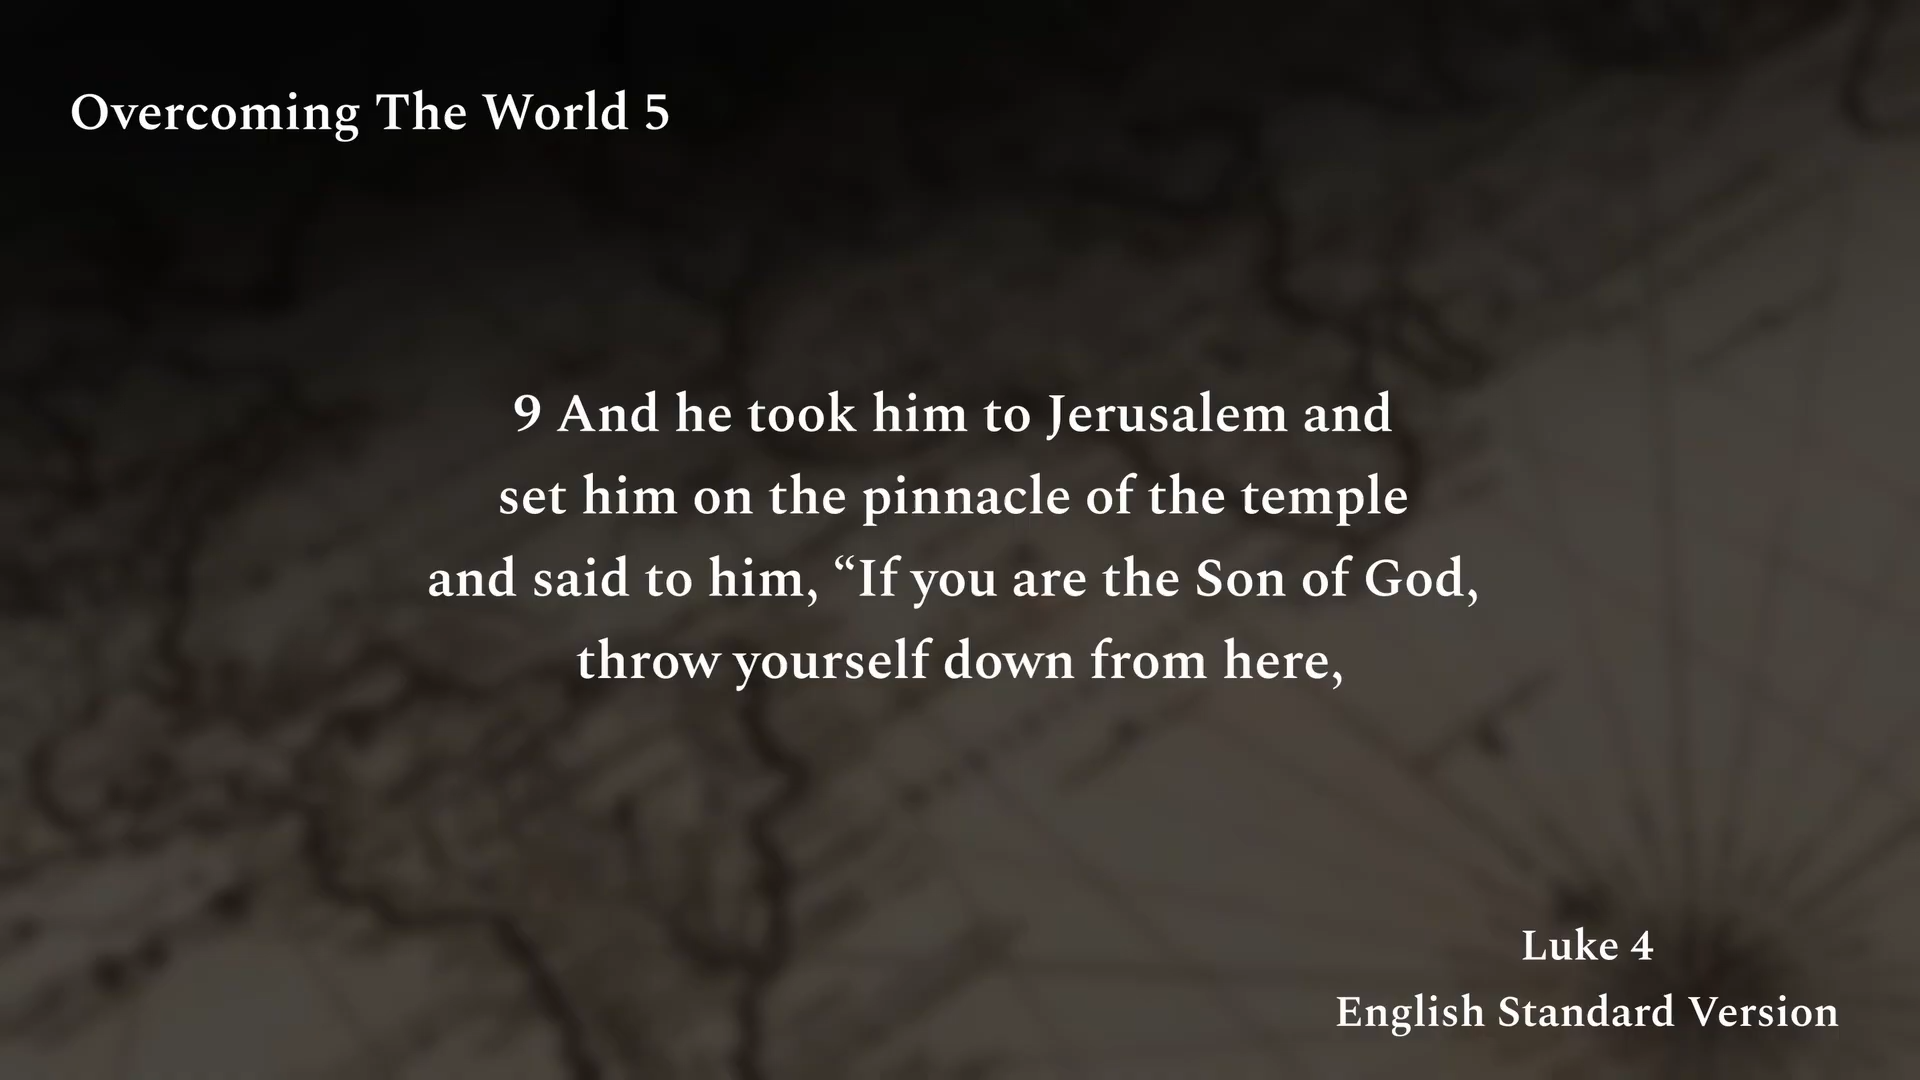 Overcoming The World 5
9 And he took him to Jerusalem and
set him on the pinnacle of the temple
and said to him, “If you are the Son of God,
throw yourself down from here,
Luke 4
English Standard Version